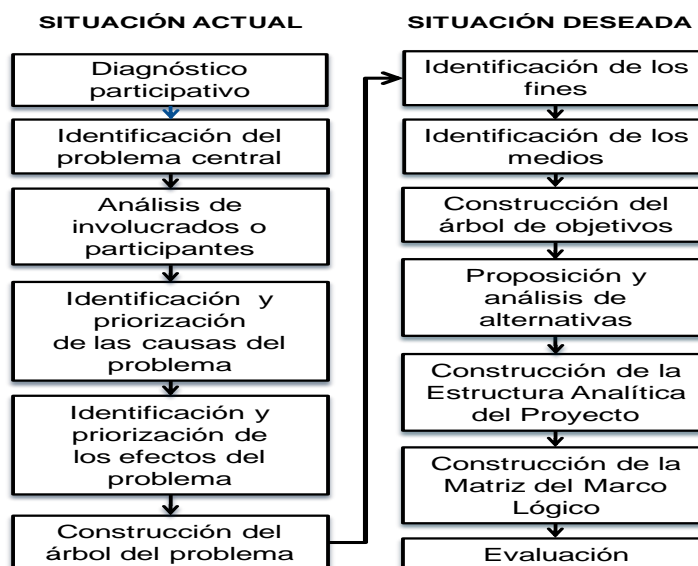 SITUACIÓN ACTUAL
Diagnóstico
participativo
Identificación del
problema central
Análisis de
involucrados o
participantes
Identificación y
priorización
de las causas del
problema
Identificación y
priorización de
los efectos del
problema
Construcción del
árbol del problema
SITUACIÓN DESEADA
Identificación de los
fines
Identificación de los
medios
Construcción del
árbol de objetivos
Proposición y
análisis de
alternativas
Construcción de la
Estructura Analítica
del Proyecto
Construcción de la
Matriz del Marco
Lógico
Evaluación